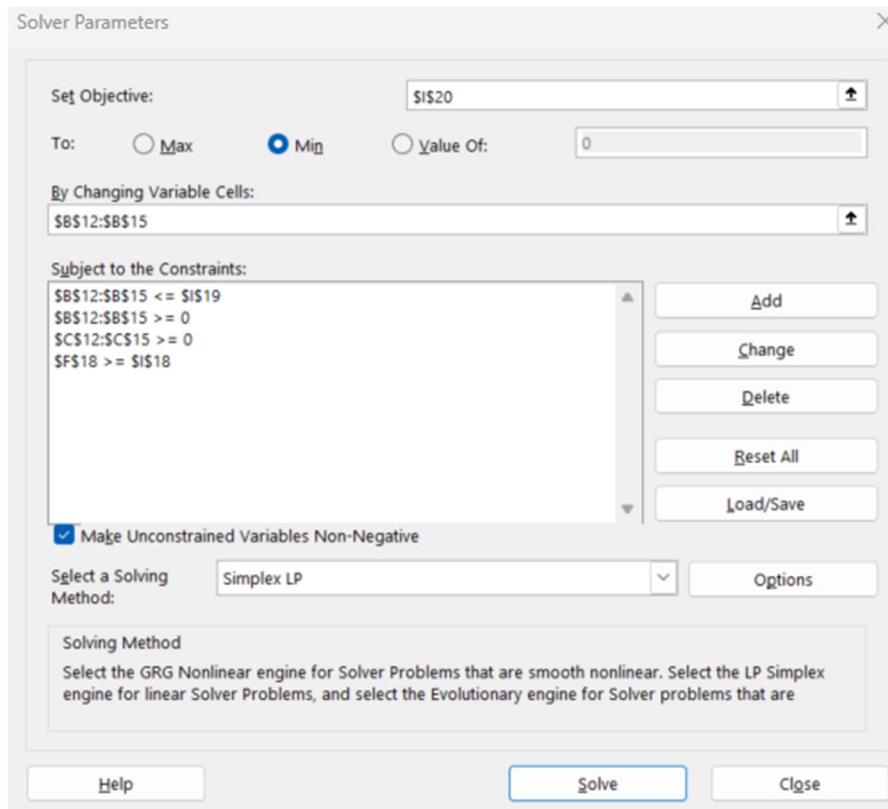 Solver Parameters
Set Objective:
$I$20
To:
Max
Min
Value Of:
0
By Changing Variable Cells:
$B$12:$B$15
Subject to the Constraints:
$B$12:$B$15 <= $I$19
$B$12:$B$15 >= 0
$C$12:$C$15 >= 0
$F$18 >= $I$18
Add
Change
Delete
Reset All
Load/Save
Make Unconstrained Variables Non-Negative
Select a Solving
Method:
Simplex LP
Options
Solving Method
Select the GRG Nonlinear engine for Solver Problems that are smooth nonlinear. Select the LP Simplex
engine for linear Solver Problems, and select the Evolutionary engine for Solver problems that are
Help
Solve
Close